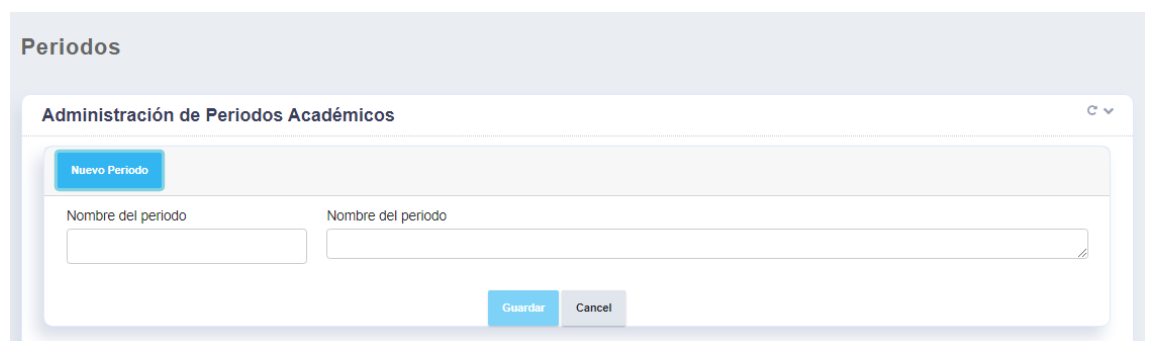 Periodos
Administración de Periodos Académicos
Nuevo Periodo
Nombre del periodo Nombre del periodo
Guardar Cancel